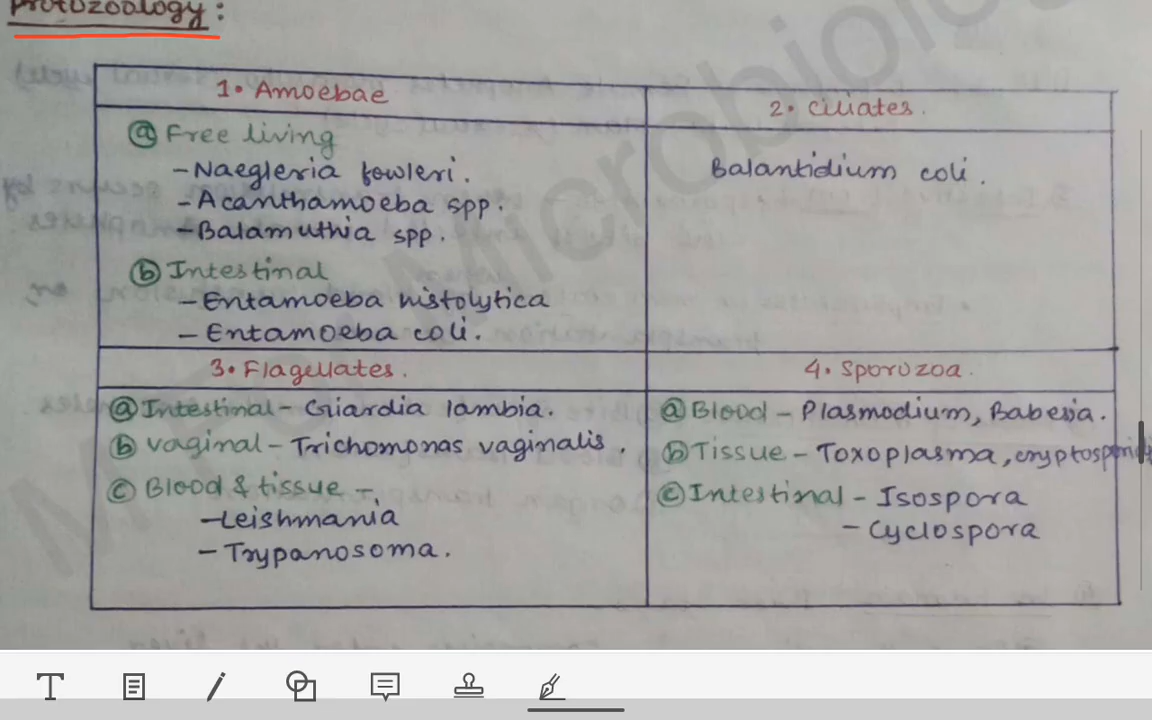 Protozoology:
1. Amoebae
ⓐ Free living
- Naegleria fowleri.
- Acanthamoeba spp.
- Balamuthia spp.
ⓑ Intestinal
- Entamoeba histolytica
- Entamoeba coli.
2. Ciliates.
Balantidium coli.
3. Flagellates.
ⓐ Intestinal - Giardia lambia.
ⓑ vaginal - Trichomonas vaginalis.
ⓒ Blood & tissue -
- Leishmania
- Trypanosoma.
4. Sporozoa.
ⓐ Blood - Plasmodium, Babesia.
ⓑ Tissue - Toxoplasma,
ⓒ Intestinal - Isospora
- Cyclospora
Microbiology
T